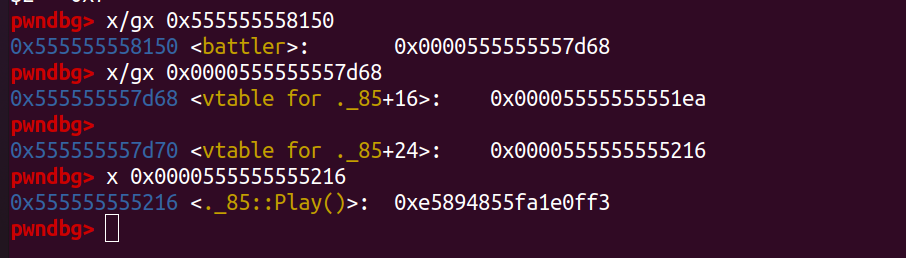 pwndbg> x/gx 0x555555558150
0x555555558150 <battler>: 0x0000555555557d68
pwndbg> x/gx 0x0000555555557d68
0x555555557d68 <vtable for ._85+16>: 0x00005555555551ea
pwndbg>
0x555555557d70 <vtable for ._85+24>: 0x0000555555555216
pwndbg> x 0x0000555555555216
0x555555555216 <._85::Play()>: 0xe5894855fa1e0ff3
pwndbg>